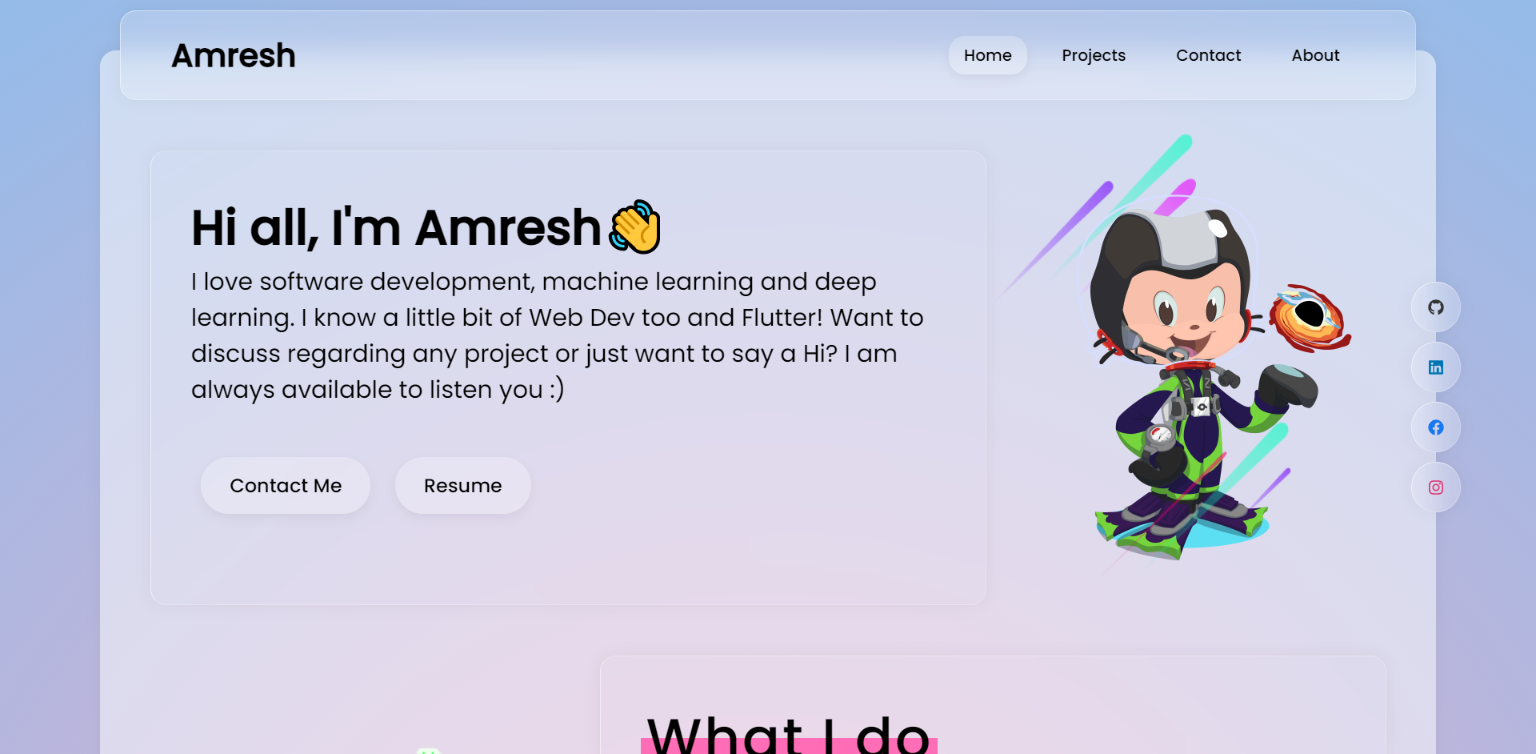 Amresh
Home Projects Contact About
Hi all, I'm Amresh👋
I love software development, machine learning and deep
learning. I know a little bit of Web Dev too and Flutter! Want to
discuss regarding any project or just want to say a Hi? I am
always available to listen you :)
Contact Me Resume
What I do